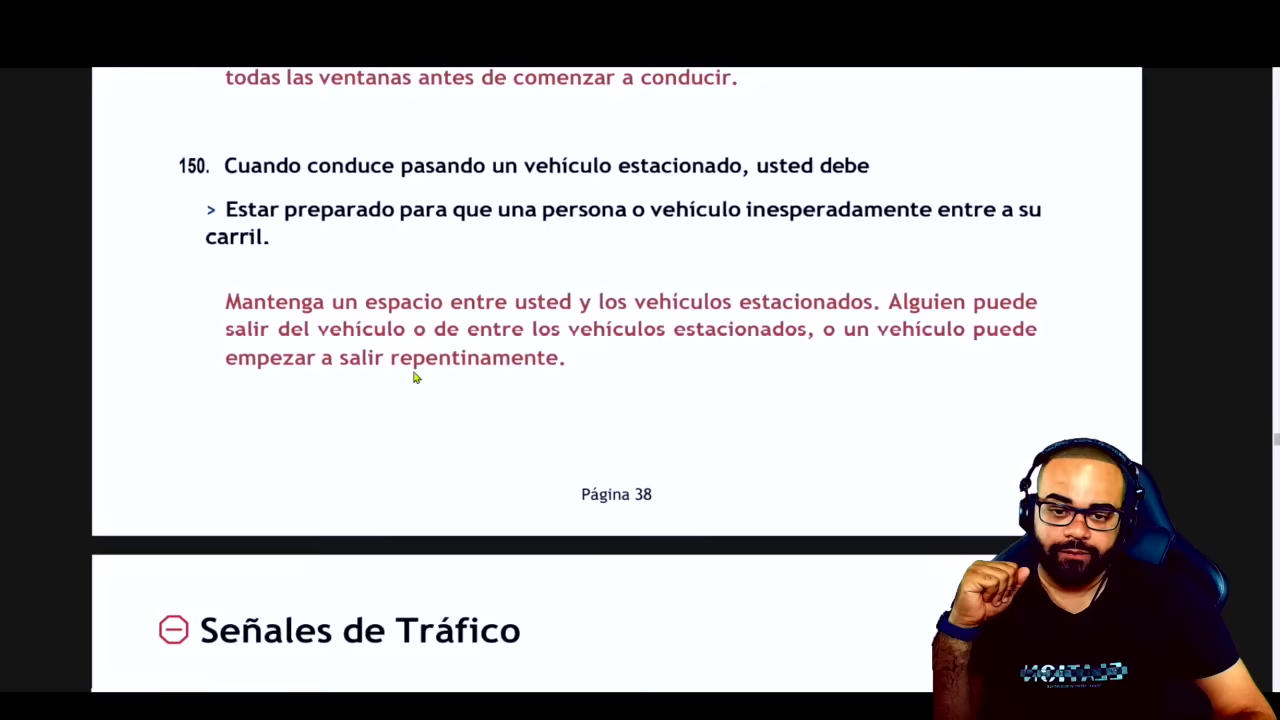 todas las ventanas antes de comenzar a conducir.
150. Cuando conduce pasando un vehículo estacionado, usted debe
> Estar preparado para que una persona o vehículo inesperadamente entre a su
carril.
Mantenga un espacio entre usted y los vehículos estacionados. Alguien puede
salir del vehículo o de entre los vehículos estacionados, o un vehículo puede
empezar a salir repentinamente.
Página 38
Señales de Tráfico